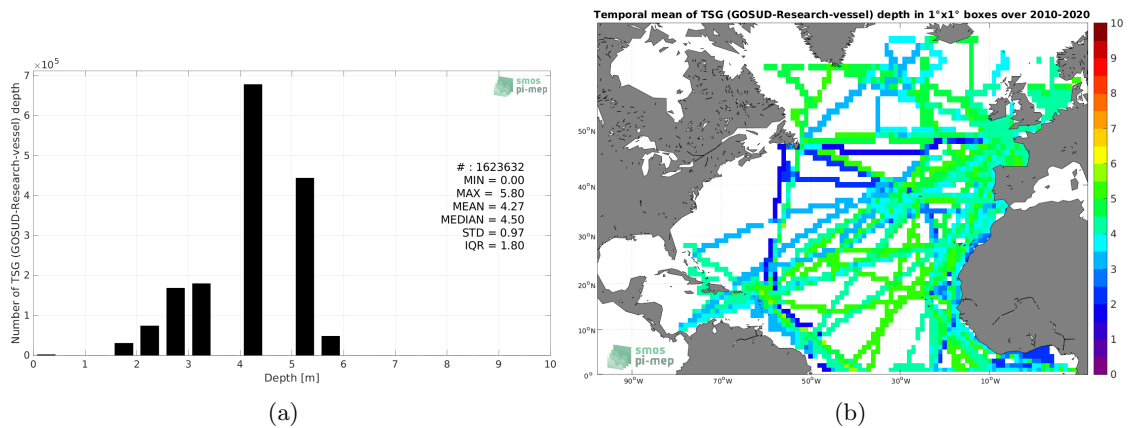 ×10⁵
7
6
5
4
3
2
1
0
Number of TSG (GOSUD-Research-vessel) depth
smos
pi-mep
# : 1623632
MIN = 0.00
MAX = 5.80
MEAN = 4.27
MEDIAN = 4.50
STD = 0.97
IQR = 1.80
0 1 2 3 4 5 6 7 8 9 10
Depth [m]
(a)
Temporal mean of TSG (GOSUD-Research-vessel) depth in 1°x1° boxes over 2010-2020
50°N
40°N
30°N
20°N
10°N
0°
90°W 70°W 50°W 30°W 10°W
smos
pi-mep
10
9
8
7
6
5
4
3
2
1
0
(b)